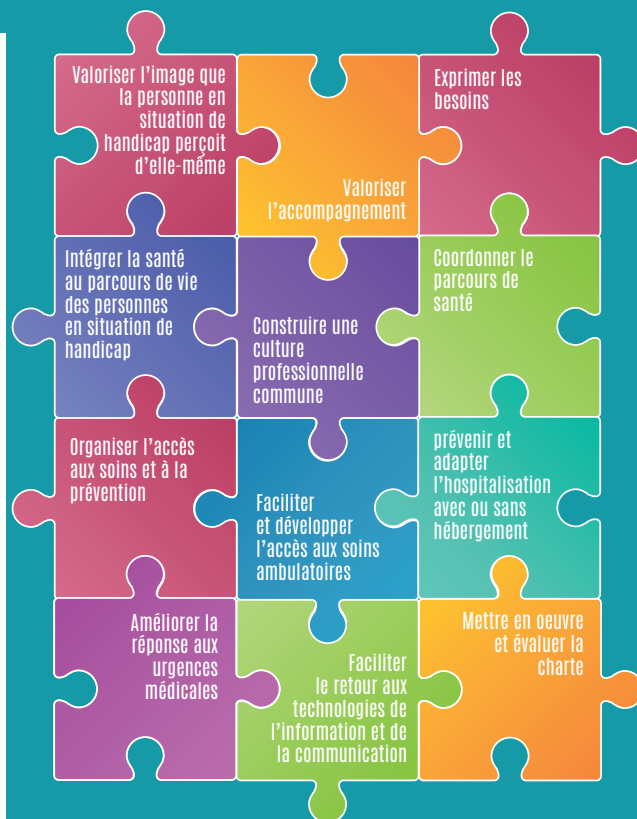 Valoriser l'image que
la personne en
situation de
handicap perçoit
d'elle-même
Valoriser
l'accompagnement
Exprimer les
besoins
Intégrer la santé
au parcours de vie
des personnes
en situation de
handicap
Construire une
culture
professionnelle
commune
Coordonner le
parcours de
santé
Organiser l'accès
aux soins et à la
prévention
Faciliter
et développer
l'accès aux soins
ambulatoires
prévenir et
adapter
l'hospitalisation
avec ou sans
hébergement
Améliorer la
réponse aux
urgences
médicales
Faciliter
le retour aux
technologies de
l'information et de
la communication
Mettre en oeuvre
et évaluer la
charte